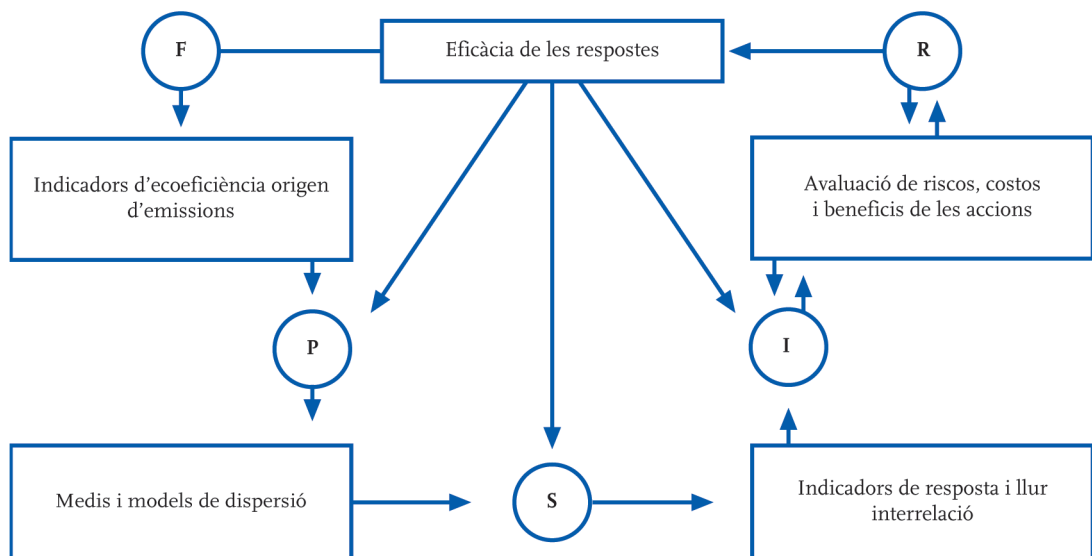 F
Eficàcia de les respostes
R
Indicadors d’ecoeficiència origen
d’emissions
Avaluació de riscos, costos
i beneficis de les accions
P
I
Medis i models de dispersió
S
Indicadors de resposta i llur
interrelació